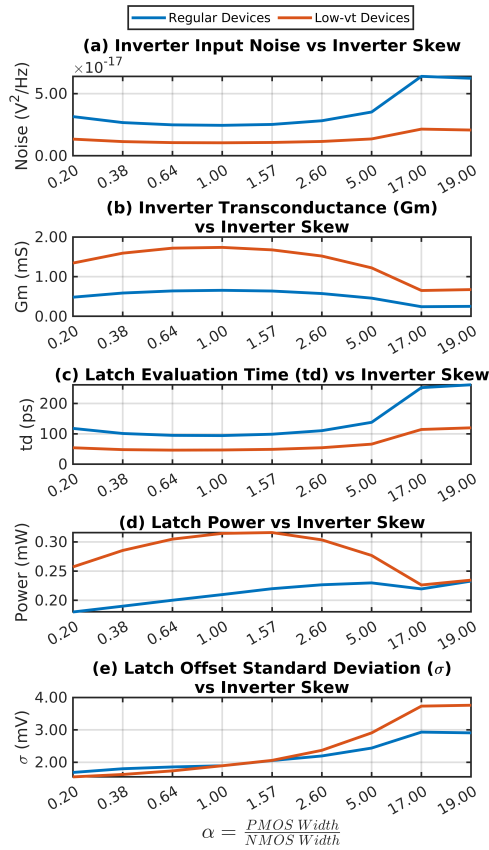 Regular Devices Low-vt Devices
(a) Inverter Input Noise vs Inverter Skew
×10⁻¹⁷
Noise (V²/Hz)
5.00
0.00
0.20 0.38 0.64 1.00 1.57 2.60 5.00 17.00 19.00
(b) Inverter Transconductance (Gm)
vs Inverter Skew
Gm (mS)
2.00
1.00
0.00
0.20 0.38 0.64 1.00 1.57 2.60 5.00 17.00 19.00
(c) Latch Evaluation Time (td) vs Inverter Skew
td (ps)
200
100
0
0.20 0.38 0.64 1.00 1.57 2.60 5.00 17.00 19.00
(d) Latch Power vs Inverter Skew
Power (mW)
0.30
0.25
0.20
0.20 0.38 0.64 1.00 1.57 2.60 5.00 17.00 19.00
(e) Latch Offset Standard Deviation (σ)
vs Inverter Skew
σ (mV)
4.00
3.00
2.00
0.20 0.38 0.64 1.00 1.57 2.60 5.00 17.00 19.00
α = PMOS Width / NMOS Width